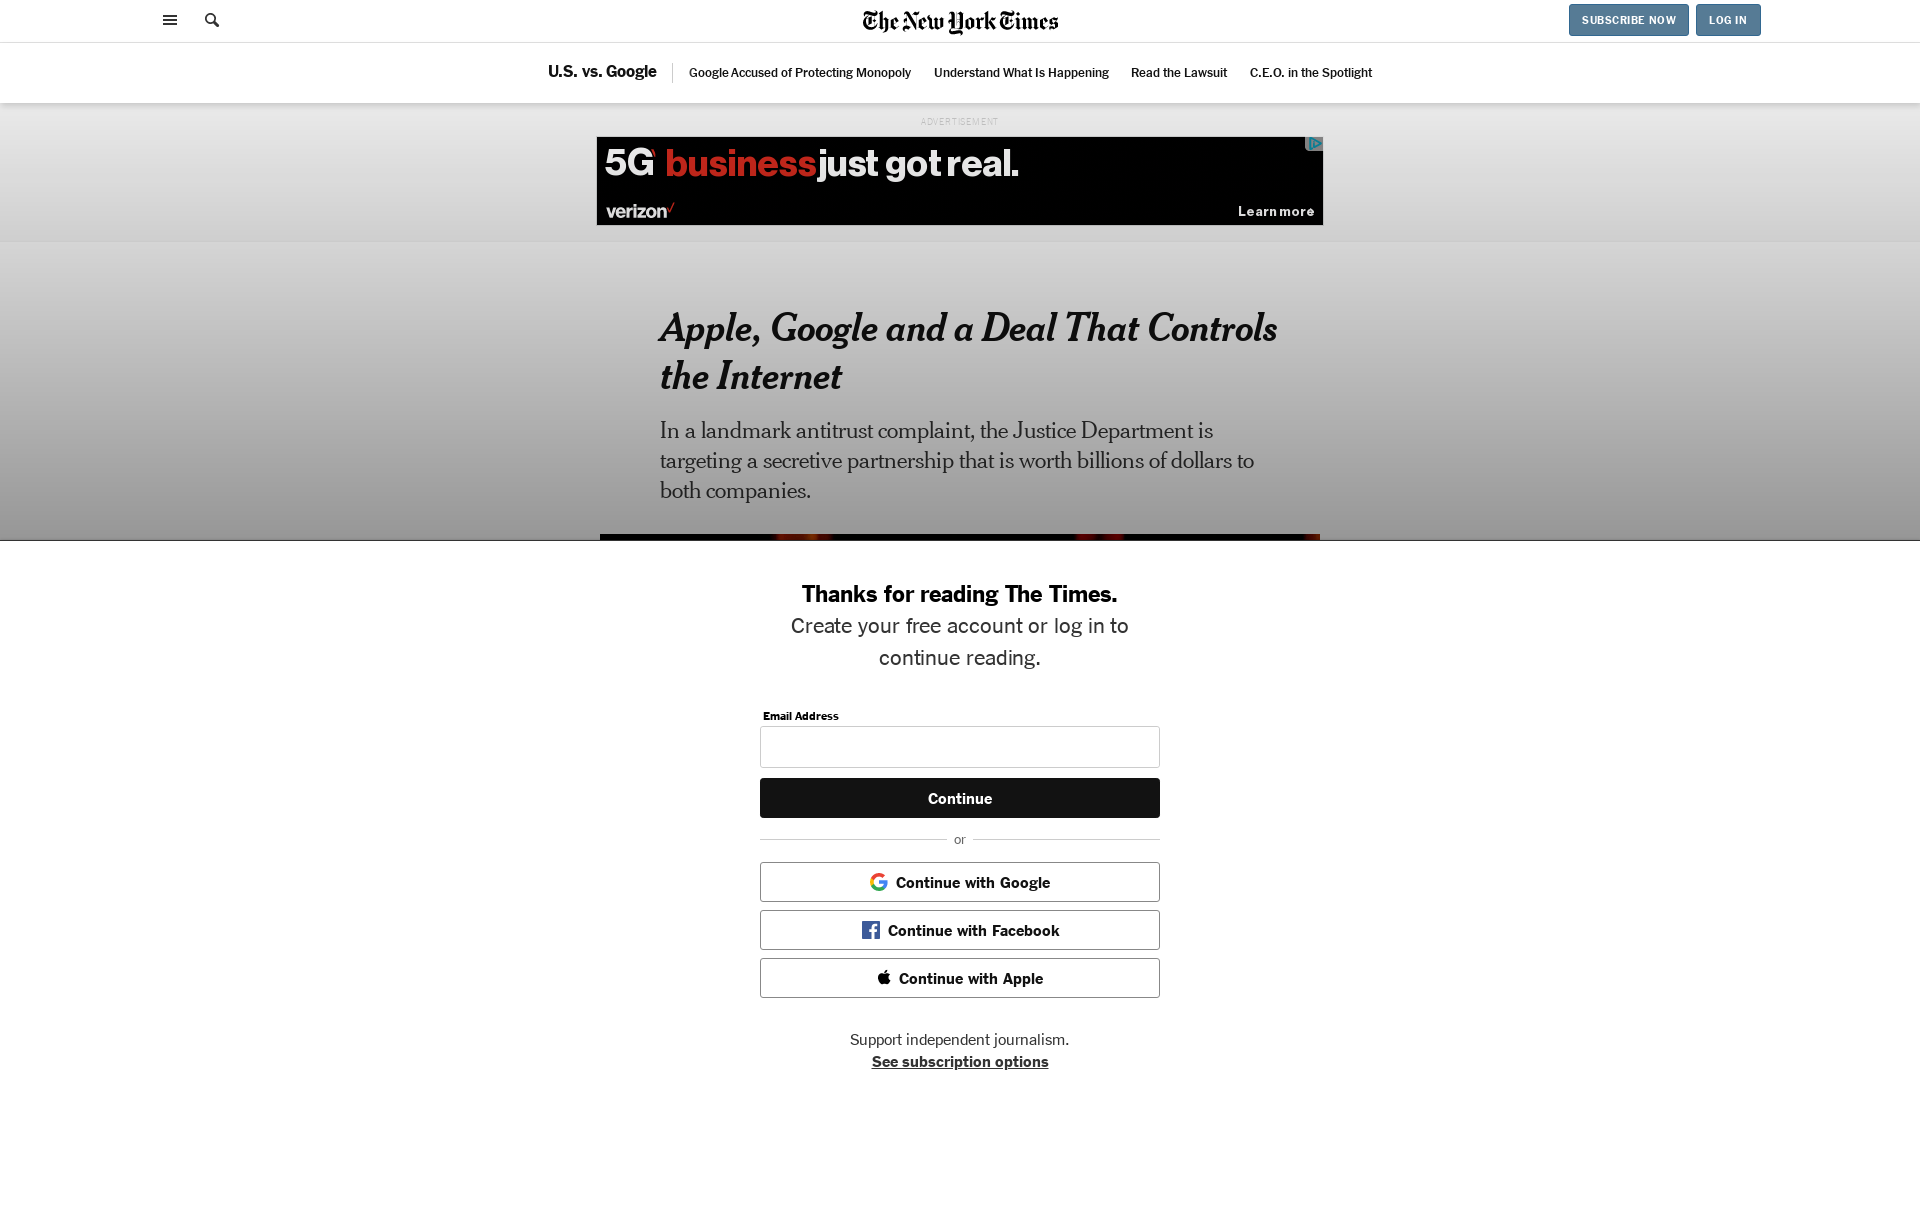 The New York Times
SUBSCRIBE NOW
LOG IN
U.S. vs. Google
Google Accused of Protecting Monopoly
Understand What Is Happening
Read the Lawsuit
C.E.O. in the Spotlight
ADVERTISEMENT
5G business just got real.
verizon
Learn more
Apple, Google and a Deal That Controls
the Internet
In a landmark antitrust complaint, the Justice Department is
targeting a secretive partnership that is worth billions of dollars to
both companies.
Thanks for reading The Times.
Create your free account or log in to
continue reading.
Email Address
Continue
or
Continue with Google
Continue with Facebook
Continue with Apple
Support independent journalism.
See subscription options